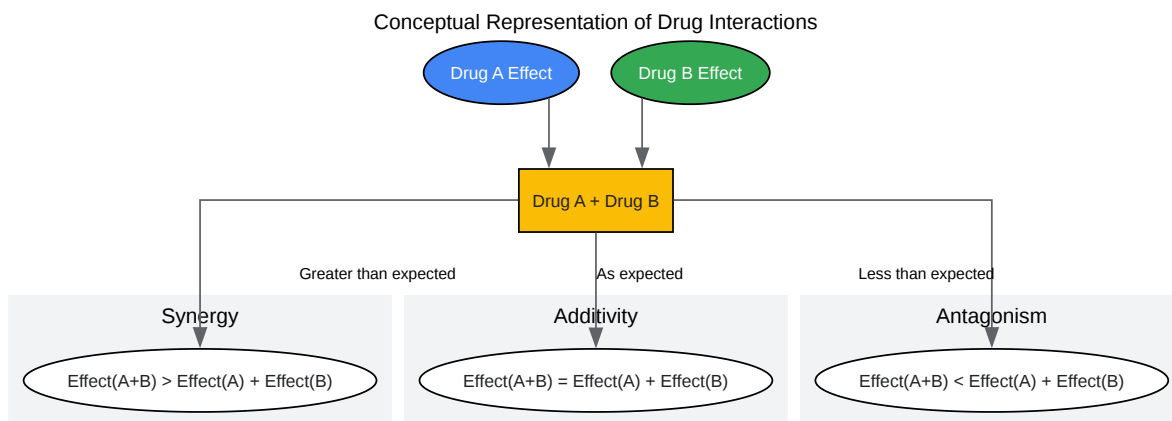 Conceptual Representation of Drug Interactions
Drug A Effect
Drug B Effect
Drug A + Drug B
Greater than expected
As expected
Less than expected
Synergy
Additivity
Antagonism
Effect(A+B) > Effect(A) + Effect(B)
Effect(A+B) = Effect(A) + Effect(B)
Effect(A+B) < Effect(A) + Effect(B)